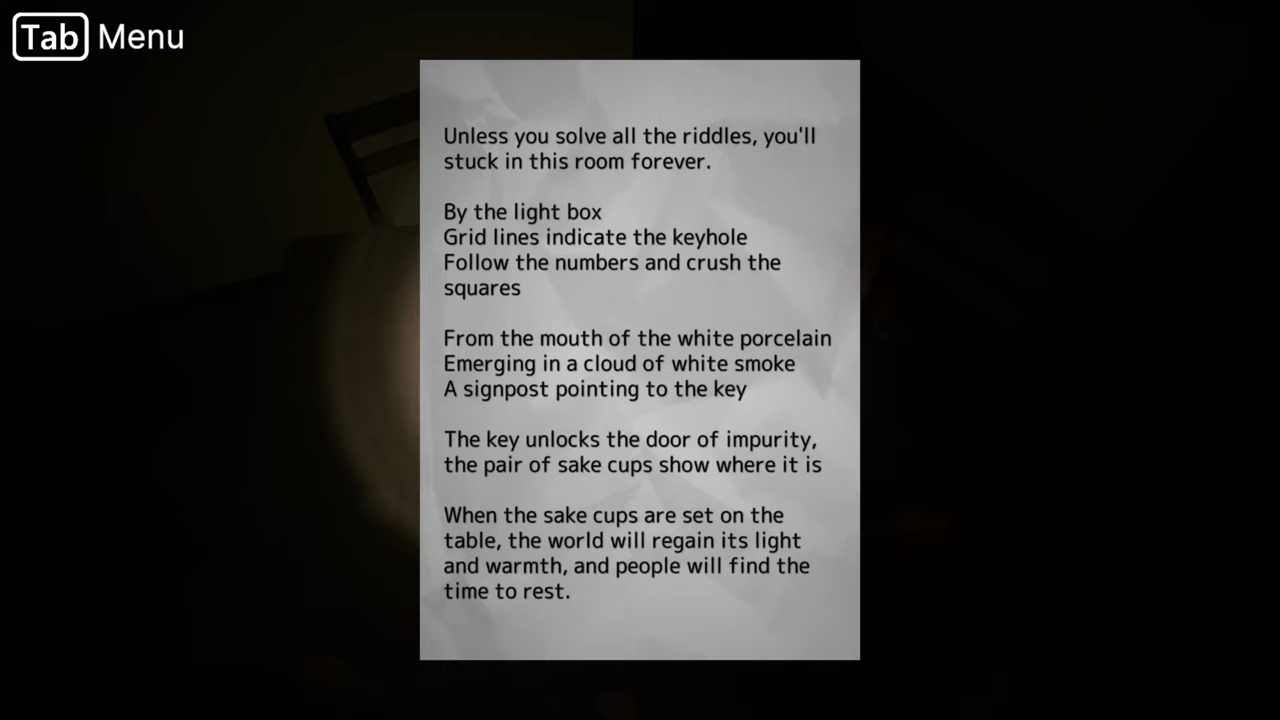 Tab Menu
Unless you solve all the riddles, you'll
stuck in this room forever.
By the light box
Grid lines indicate the keyhole
Follow the numbers and crush the
squares
From the mouth of the white porcelain
Emerging in a cloud of white smoke
A signpost pointing to the key
The key unlocks the door of impurity,
the pair of sake cups show where it is
When the sake cups are set on the
table, the world will regain its light
and warmth, and people will find the
time to rest.